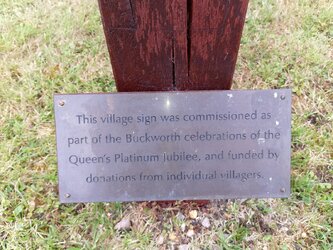 This village sign was commissioned as
part of the Buckworth celebrations of the
Queen's Platinum Jubilee, and funded by
donations from individual villagers.